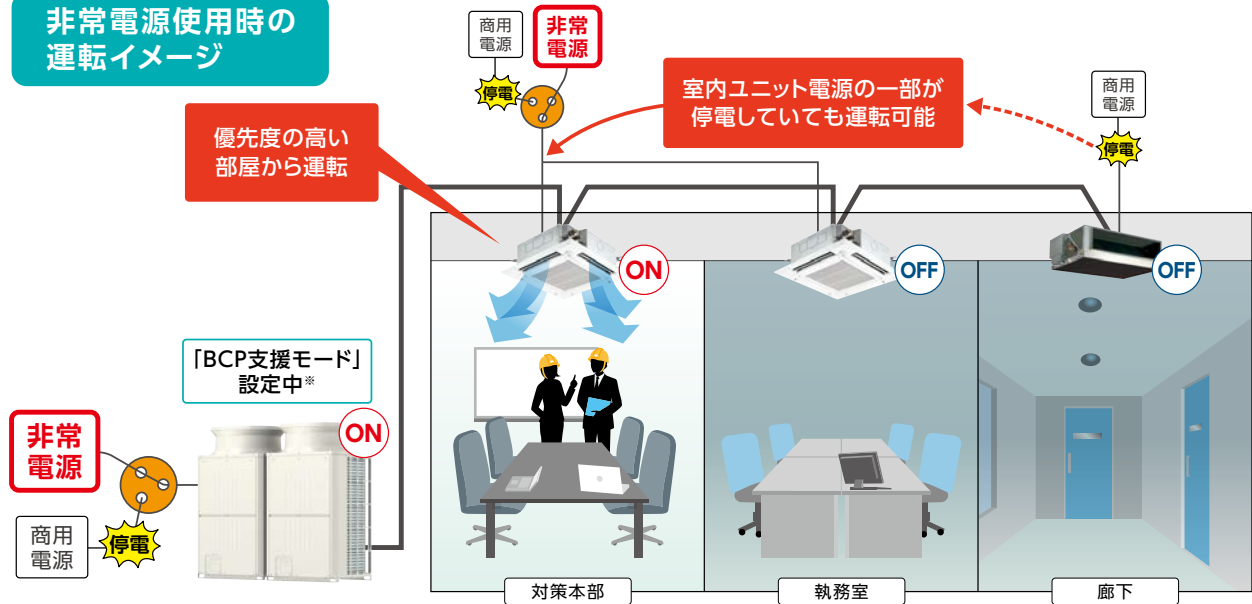 非常電源使用時の
運転イメージ
商用
電源
非常
電源
停電
室内ユニット電源の一部が
停電していても運転可能
商用
電源
停電
優先度の高い
部屋から運転
ON
OFF
OFF
「BCP支援モード」
設定中※
ON
非常
電源
商用
電源
停電
対策本部
執務室
廊下